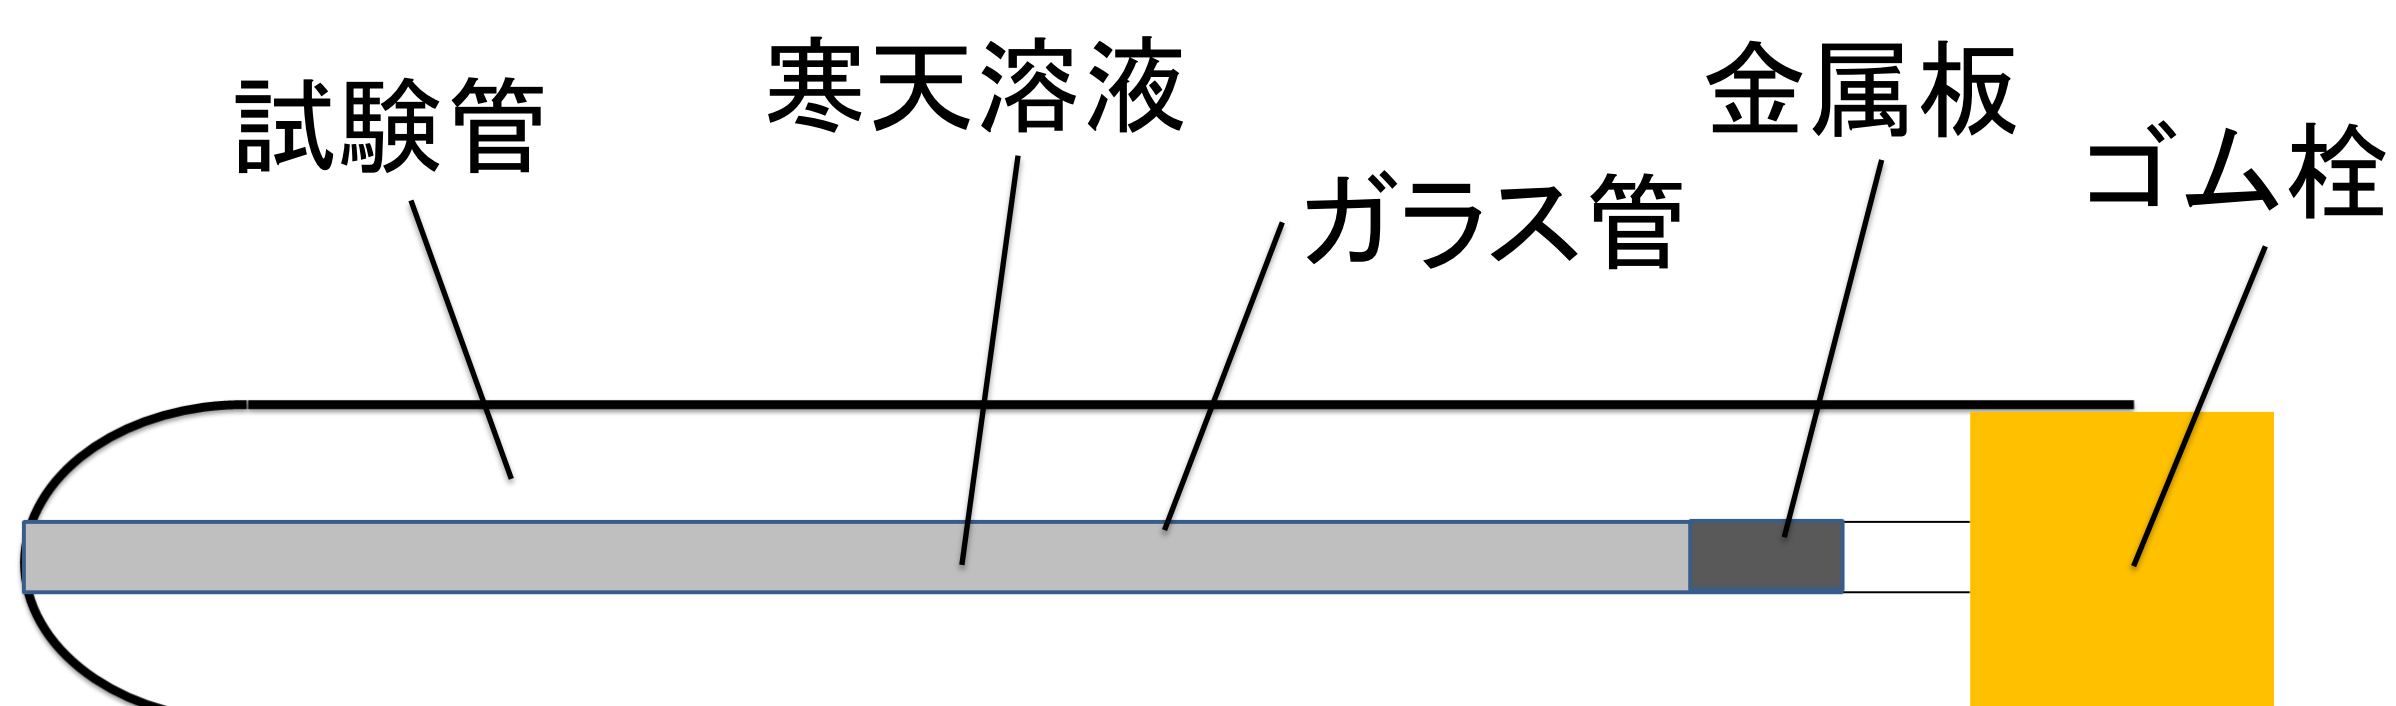 試験管
寒天溶液
ガラス管
金属板
ゴム栓